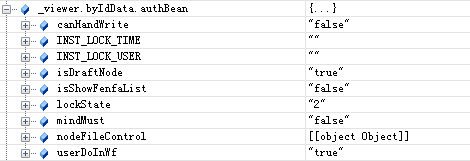 _viewer.byIdData.authBean {...}
canHandWrite "false"
INST_LOCK_TIME ""
INST_LOCK_USER ""
isDraftNode "true"
isShowFenfaList "false"
lockState "2"
mindMust "false"
nodeFileControl [[object Object]]
userDoInWf "true"